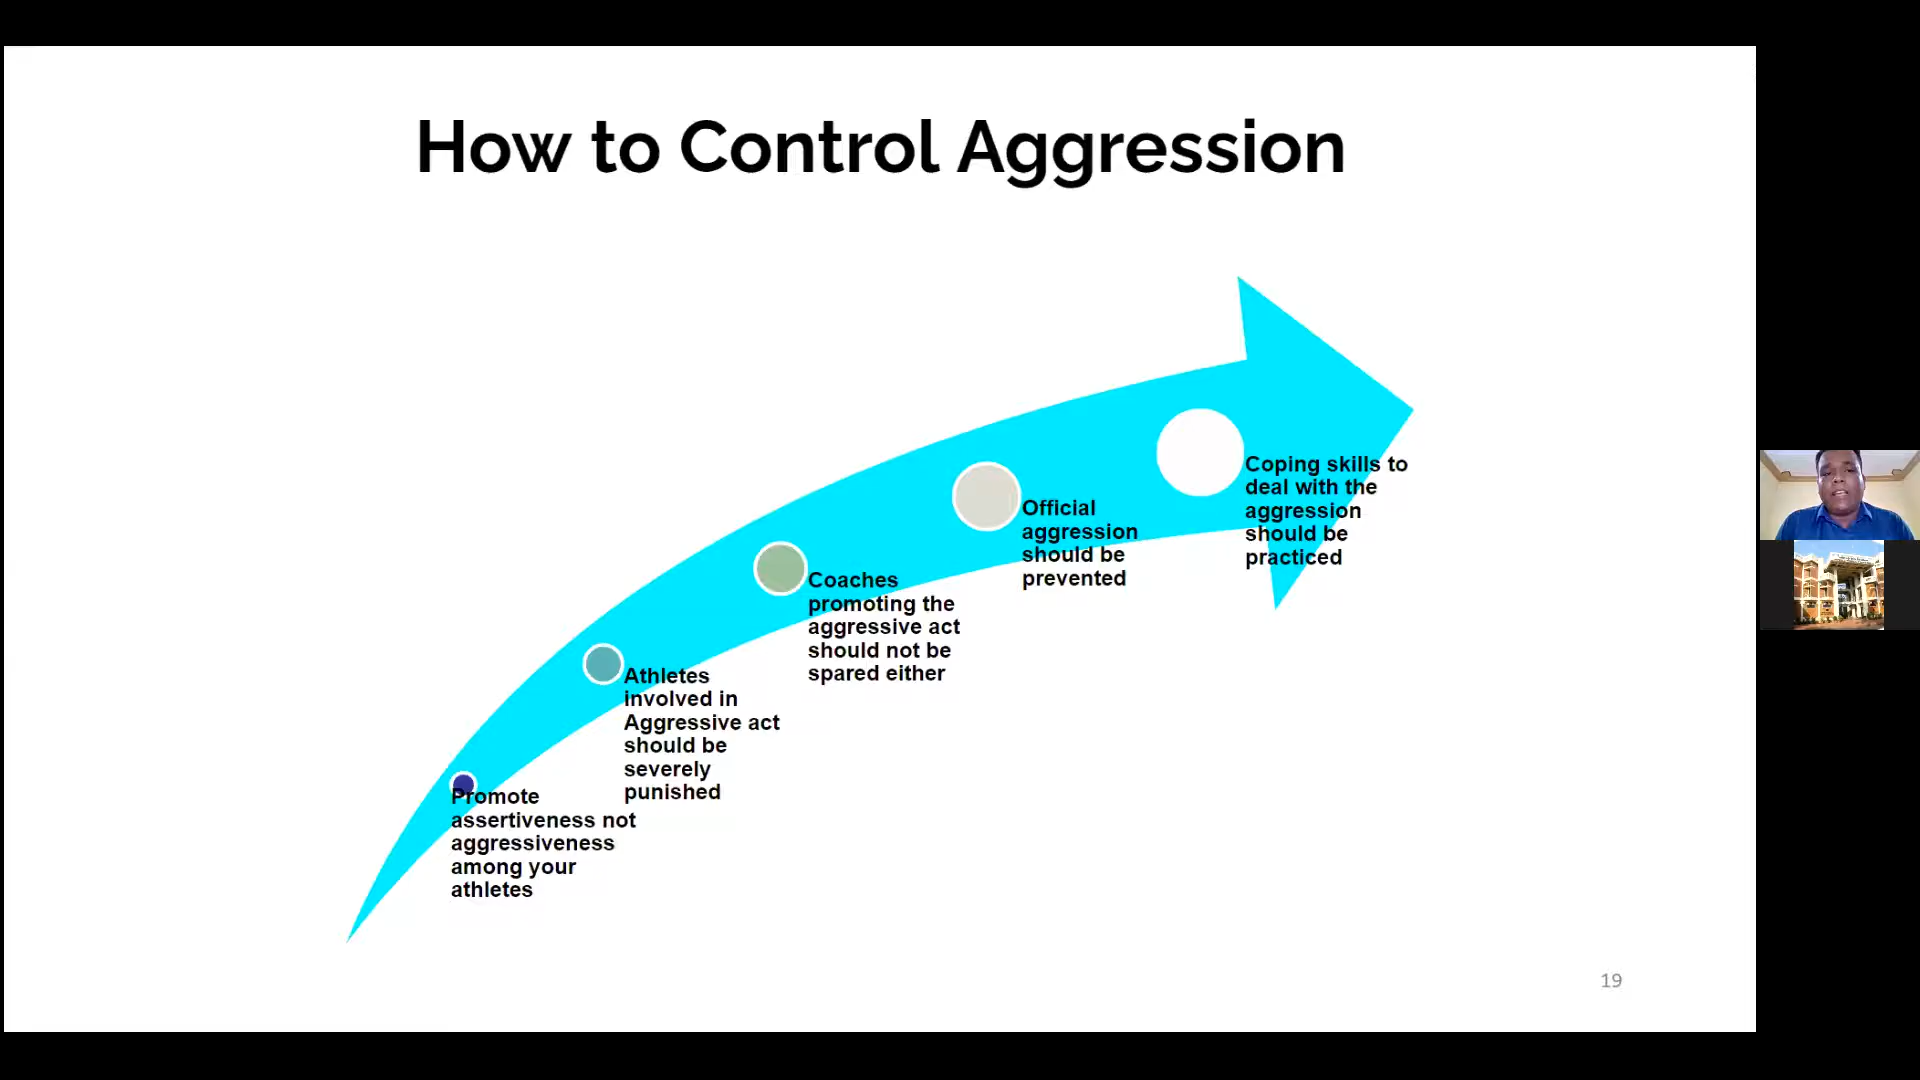 How to Control Aggression
Promote
assertiveness not
aggressiveness
among your
athletes
Athletes
involved in
Aggressive act
should be
severely
punished
Coaches
promoting the
aggressive act
should not be
spared either
Official
aggression
should be
prevented
Coping skills to
deal with the
aggression
should be
practiced
19